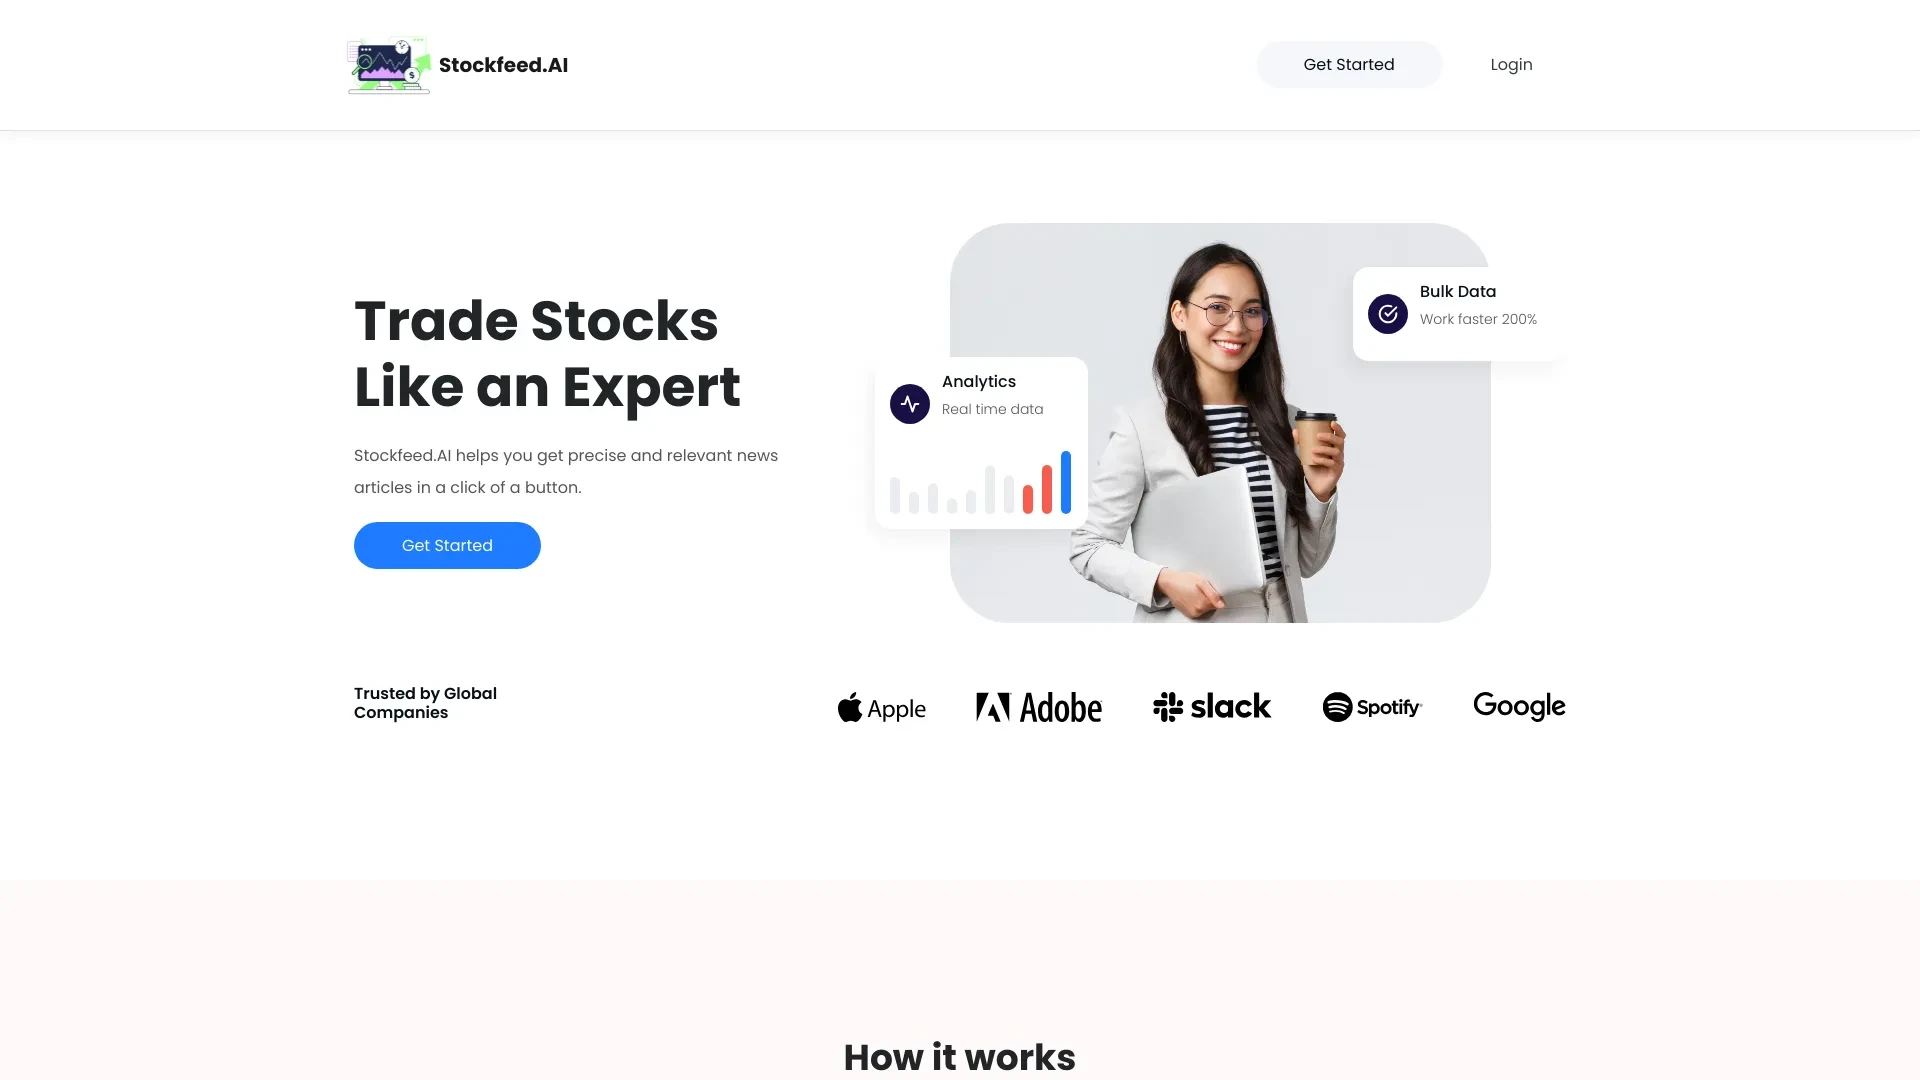 Stockfeed.AI
Get Started
Login
Trade Stocks
Like an Expert
Stockfeed.AI helps you get precise and relevant news
articles in a click of a button.
Get Started
Analytics
Real time data
Bulk Data
Work faster 200%
Trusted by Global
Companies
Apple
Adobe
slack
Spotify
Google
How it works